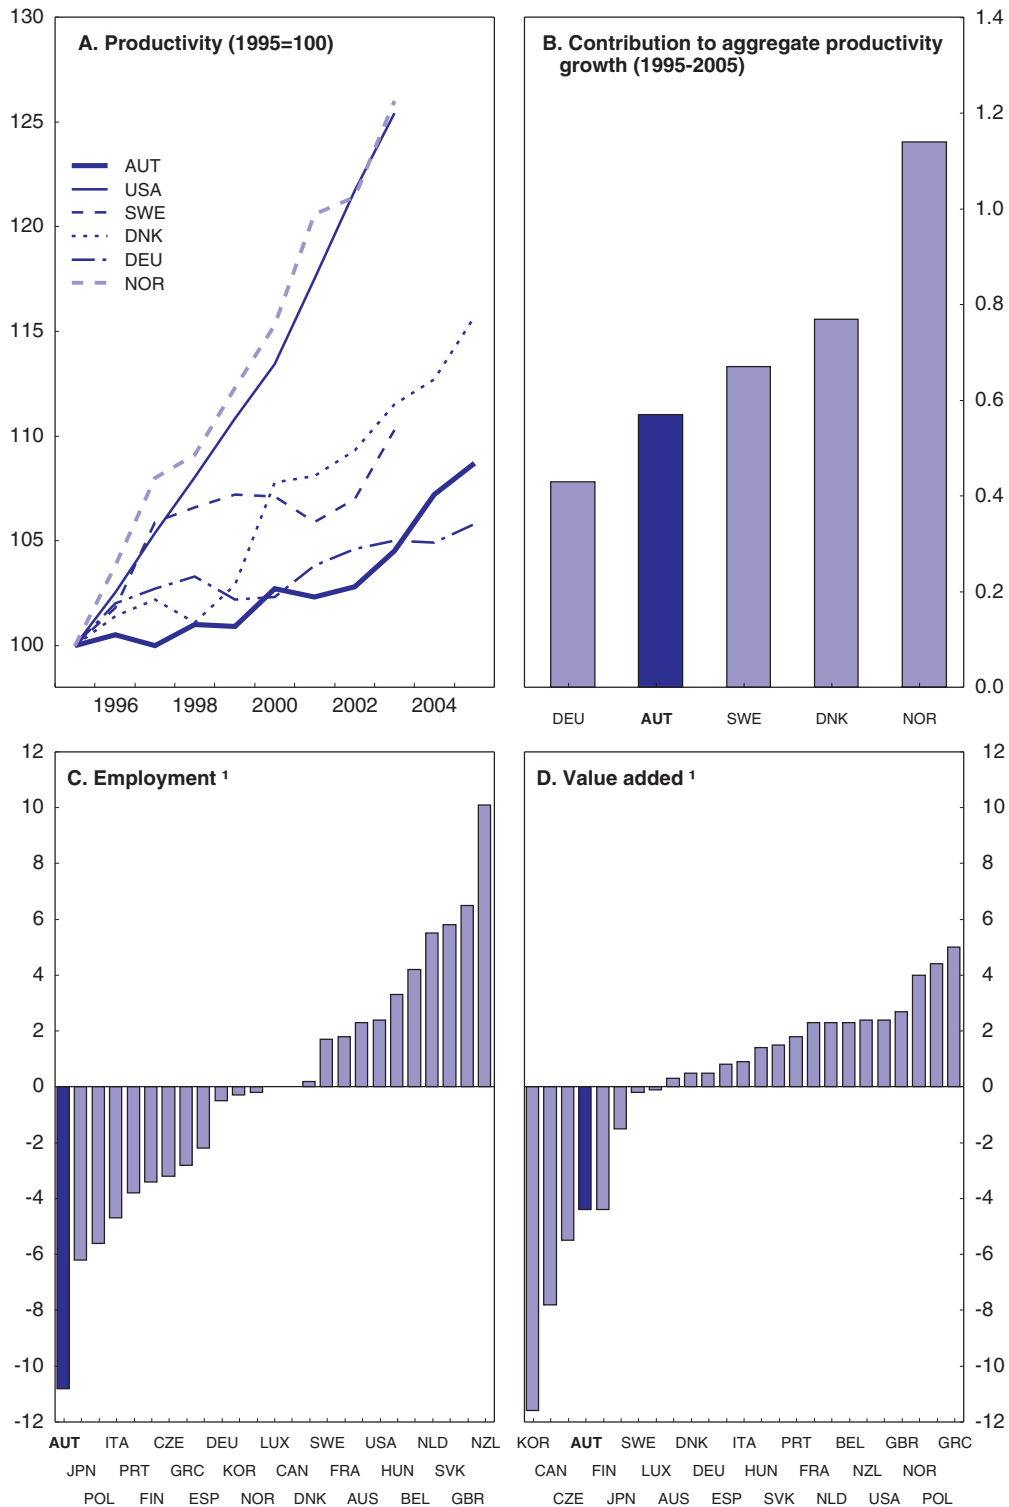 A. Productivity (1995=100)
130
125
120
115
110
105
100
AUT
USA
SWE
DNK
DEU
NOR
1996 1998 2000 2002 2004
B. Contribution to aggregate productivity
growth (1995-2005)
1.4
1.2
1.0
0.8
0.6
0.4
0.2
0.0
DEU AUT SWE DNK NOR
C. Employment ¹
12
10
8
6
4
2
0
-2
-4
-6
-8
-10
-12
AUT ITA CZE DEU LUX SWE USA NLD NZL
JPN PRT GRC KOR CAN FRA HUN SVK
POL FIN ESP NOR DNK AUS BEL GBR
D. Value added ¹
12
10
8
6
4
2
0
-2
-4
-6
-8
-10
-12
KOR AUT SWE DNK ITA PRT BEL GBR GRC
CAN FIN LUX DEU HUN FRA NZL NOR
CZE JPN AUS ESP SVK NLD USA POL